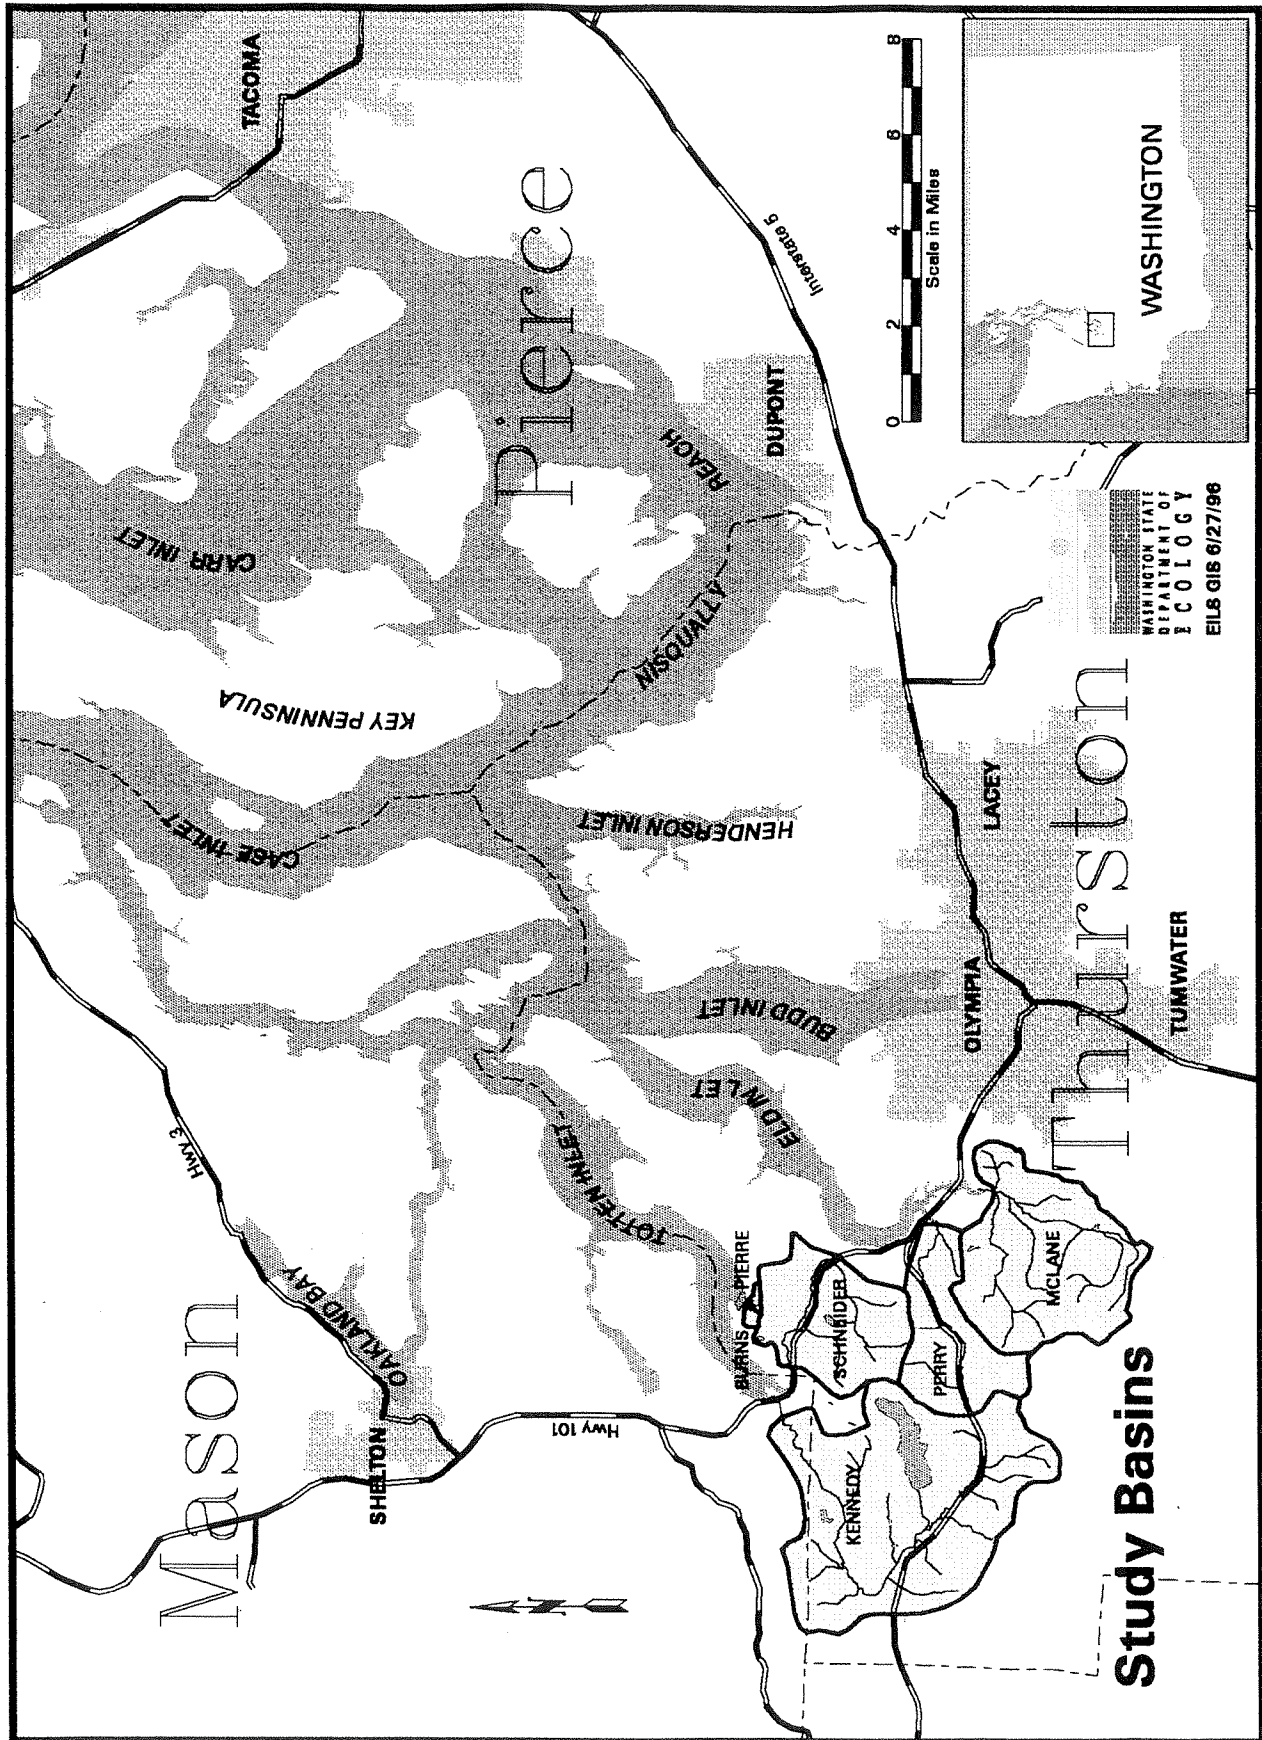 TACOMA
Pierce
CARR INLET
KEY PENNINSULA
CASE INLET
NISQUALLY
REACH
DUPONT
Interstate 5
HENDERSON INLET
LACEY
BUDD INLET
OLYMPIA
TUMWATER
Thurston
ELD INLET
TOTTEN INLET
Hwy 3
OAKLAND BAY
Mason
SHELTON
Hwy 101
BURNS
PIERRE
SCHNEIDER
PERRY
MCLANE
KENNEDY
N
Study Basins
0 2 4 6 8
Scale in Miles
WASHINGTON
WASHINGTON STATE
DEPARTMENT OF
ECOLOGY
EILS GIS 6/27/96